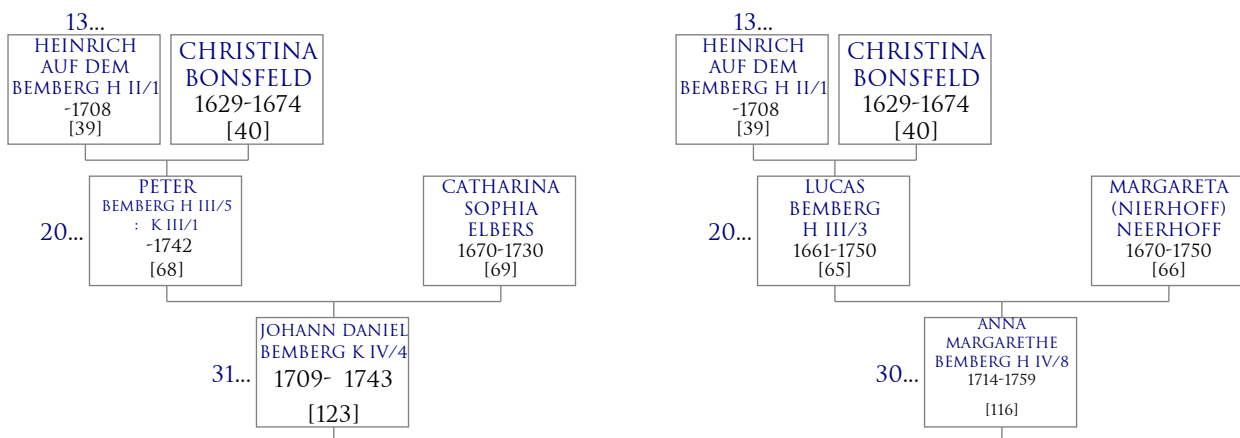 13...
HEINRICH
AUF DEM
BEMBERG H II/1
-1708
[39]
CHRISTINA
BONSFELD
1629-1674
[40]
13...
HEINRICH
AUF DEM
BEMBERG H II/1
-1708
[39]
CHRISTINA
BONSFELD
1629-1674
[40]
20...
PETER
BEMBERG H III/5
: K III/1
-1742
[68]
CATHARINA
SOPHIA
ELBERS
1670-1730
[69]
20...
LUCAS
BEMBERG
H III/3
1661-1750
[65]
MARGARETA
(NIERHOFF)
NEERHOFF
1670-1750
[66]
31...
JOHANN DANIEL
BEMBERG K IV/4
1709- 1743
[123]
30...
ANNA
MARGARETHE
BEMBERG H IV/8
1714-1759
[116]